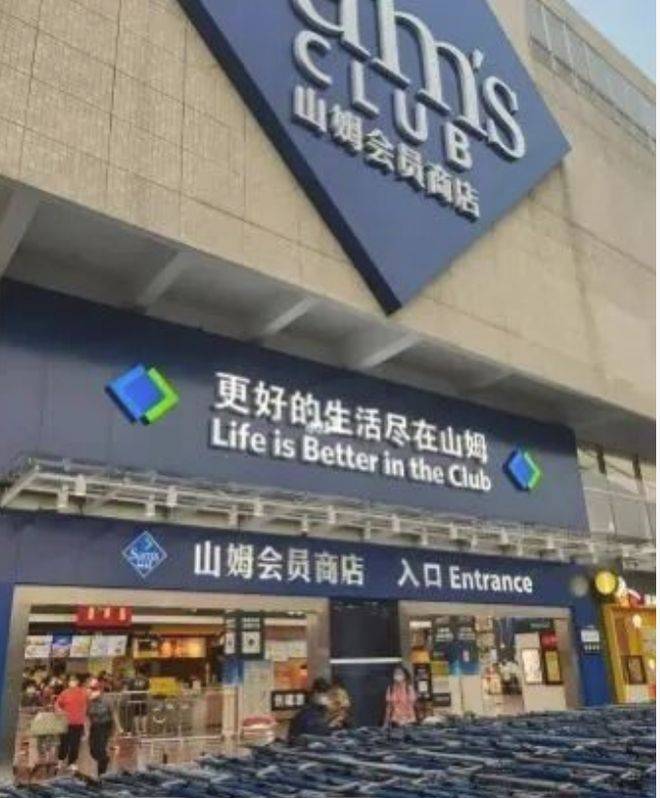 am's
CLUB
山姆会员商店
更好的生活尽在山姆
Life is Better in the Club
Sam's
山姆会员商店 入口 Entrance